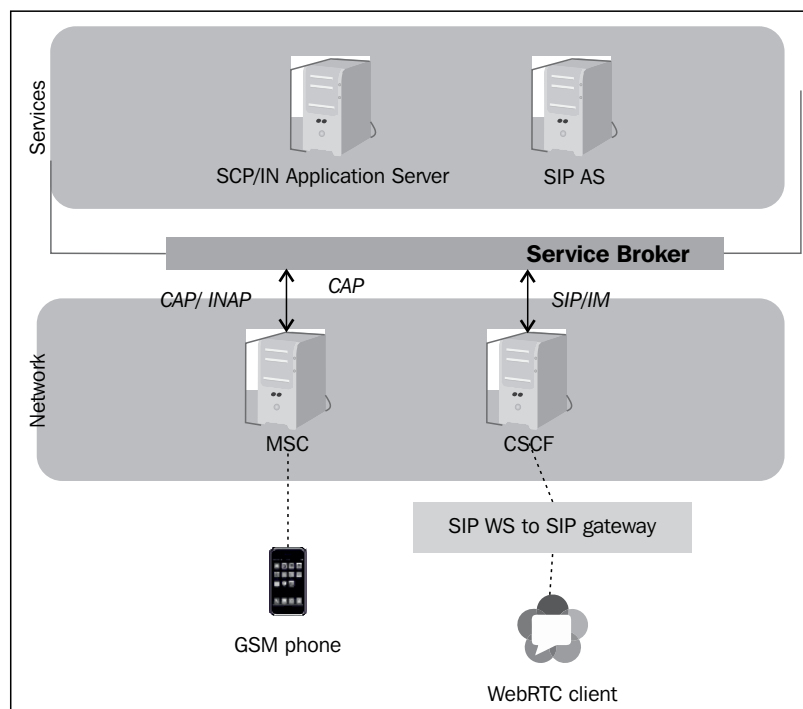 Services
SCP/IN Application Server
SIP AS
Service Broker
CAP/ INAP
CAP
SIP/IM
Network
MSC
CSCF
SIP WS to SIP gateway
GSM phone
WebRTC client